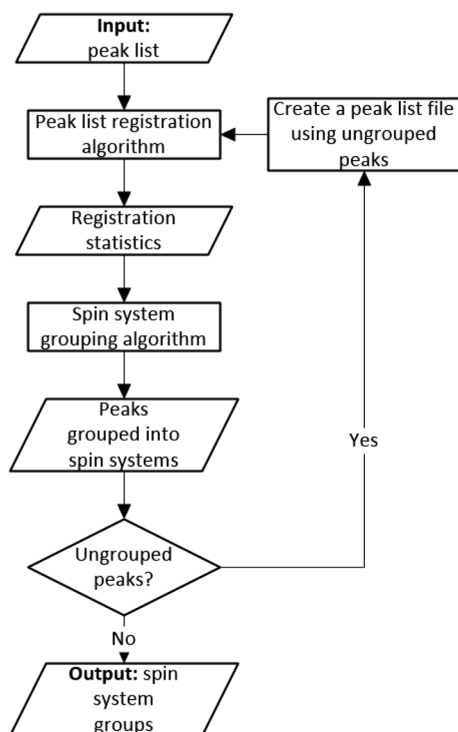 Input:
peak list
Peak list registration
algorithm
Create a peak list file
using ungrouped
peaks
Registration
statistics
Spin system
grouping algorithm
Peaks
grouped into
spin systems
Yes
Ungrouped
peaks?
No
Output: spin
system
groups